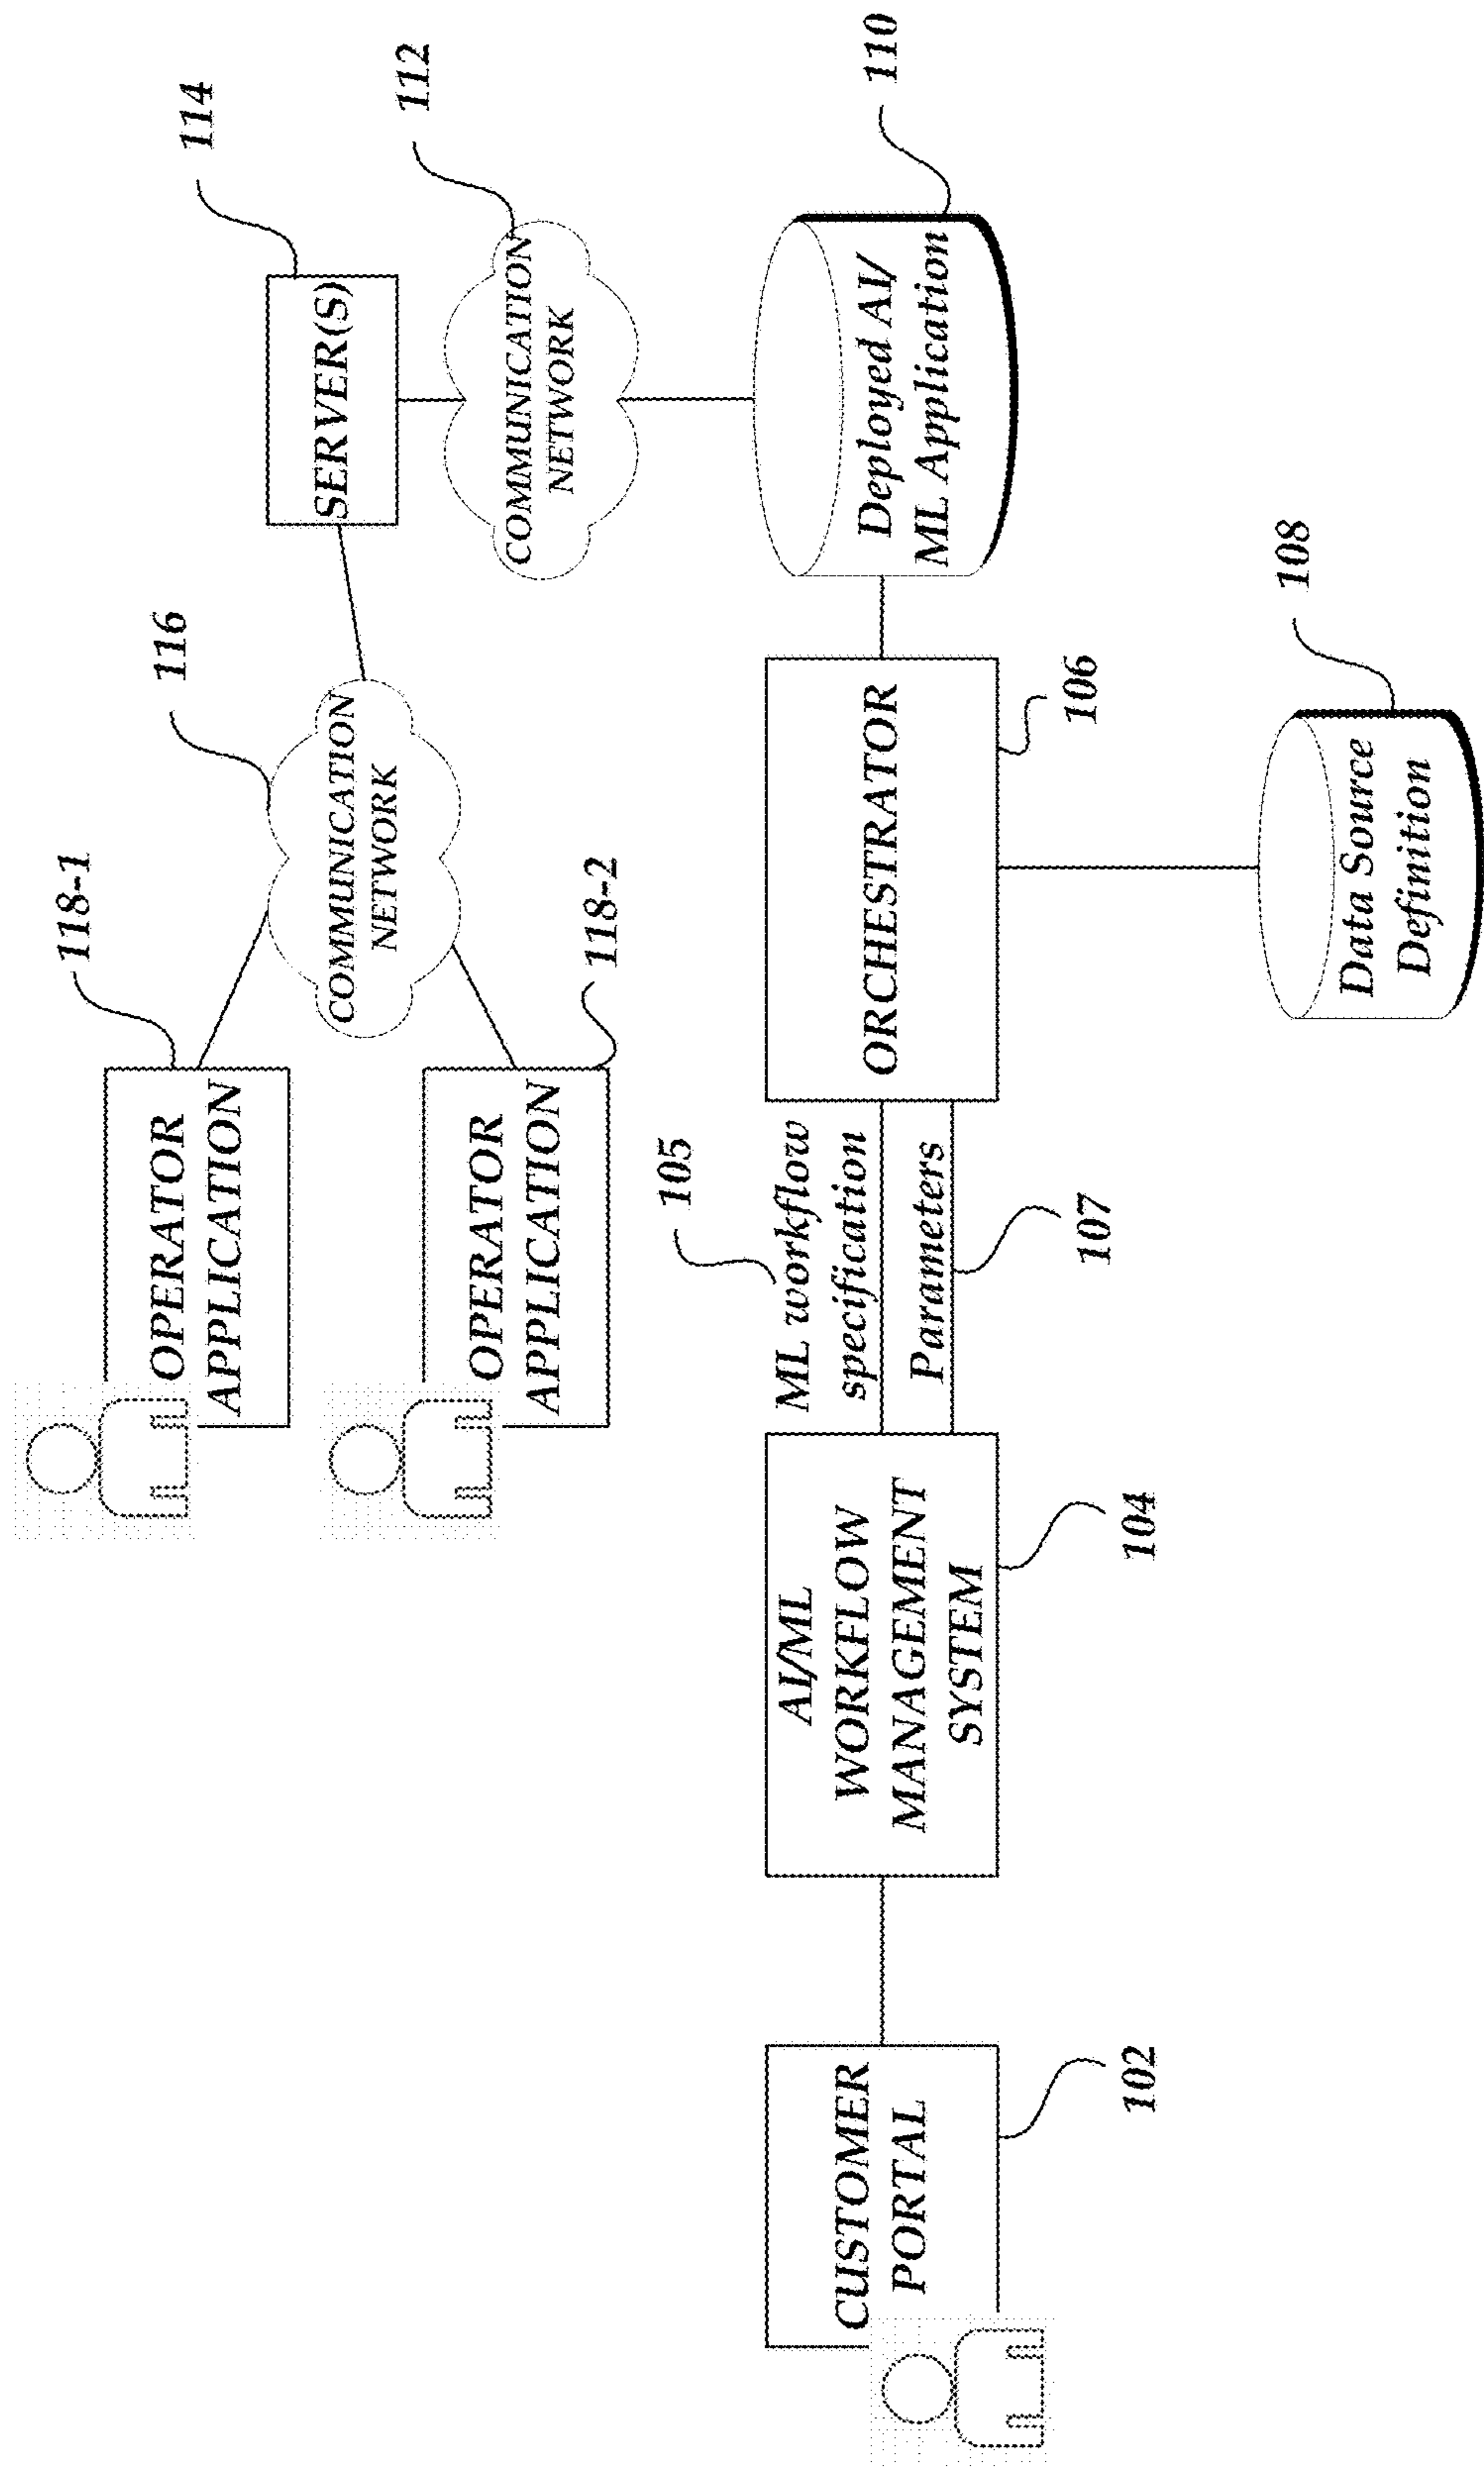 114
112
116
118-1
SERVER(S)
COMMUNICATION
NETWORK
COMMUNICATION
NETWORK
OPERATOR
APPLICATION
OPERATOR
APPLICATION
118-2
110
105
CUSTOMER
PORTAL
102
AI/ML
WORKFLOW
MANAGEMENT
SYSTEM
104
ML workflow
specification
Parameters
107
ORCHESTRATOR
106
Deployed AI/
ML Application
108
Data Source
Definition